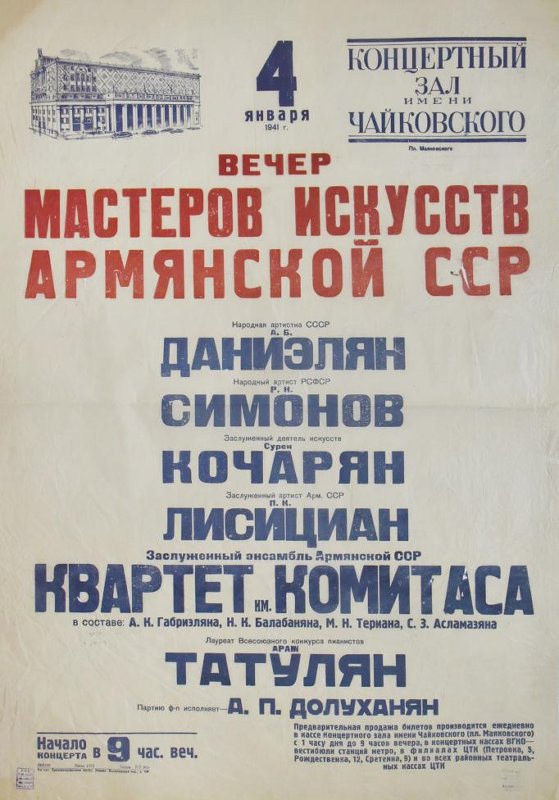 4
января
1941 г.
КОНЦЕРТНЫЙ
ЗАЛ
ИМЕНИ
ЧАЙКОВСКОГО
Пл. Маяковского
ВЕЧЕР
МАСТЕРОВ ИСКУССТВ
АРМЯНСКОЙ ССР
Народная артистка СССР
А. Б.
ДАНИЭЛЯН
Народный артист РСФСР
Р. Н.
СИМОНОВ
Заслуженный деятель искусств
Сурен
КОЧАРЯН
Заслуженный артист Арм. ССР
П. К.
ЛИСИЦИАН
Заслуженный ансамбль Армянской ССР
КВАРТЕТ ИМ. КОМИТАСА
в составе: А. К. Габриэляна, Н. К. Балабаняна, М. Н. Териана, С. З. Асламазяна
Лауреат Всесоюзного конкурса пианистов
АРАЖ
ТАТУЛЯН
Партию ф-п исполняет—А. П. ДОЛУХАНЯН
Начало
КОНЦЕРТА в 9 час. веч.
Предварительная продажа билетов производится ежедневно
в кассе Концертного зала имени Чайковского (пл. Маяковского)
с 1 часу дня до 9 часов вечера, в концертных кассах ВГКО—
вестибюли станций метро, в филиалах ЦТК (Петровка, 5,
Рождественка, 12, Сретенка, 9) и во всех районных театраль-
ных кассах ЦТК